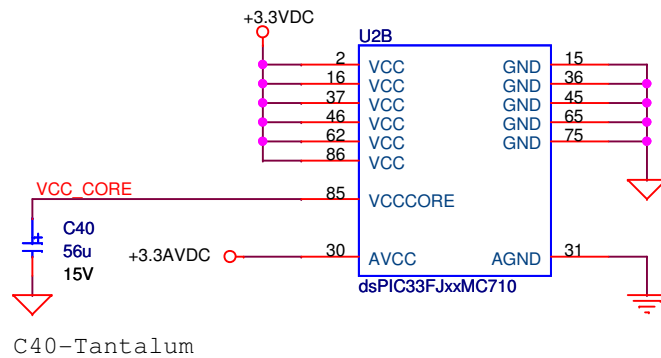 +3.3VDC
U2B
2 VCC GND 15
16 VCC GND 36
37 VCC GND 45
46 VCC GND 65
62 VCC GND 75
86 VCC
VCC_CORE 85 VCCCORE
C40
56u
15V
+3.3AVDC 30 AVCC AGND 31
dsPIC33FJxxMC710
C40-Tantalum